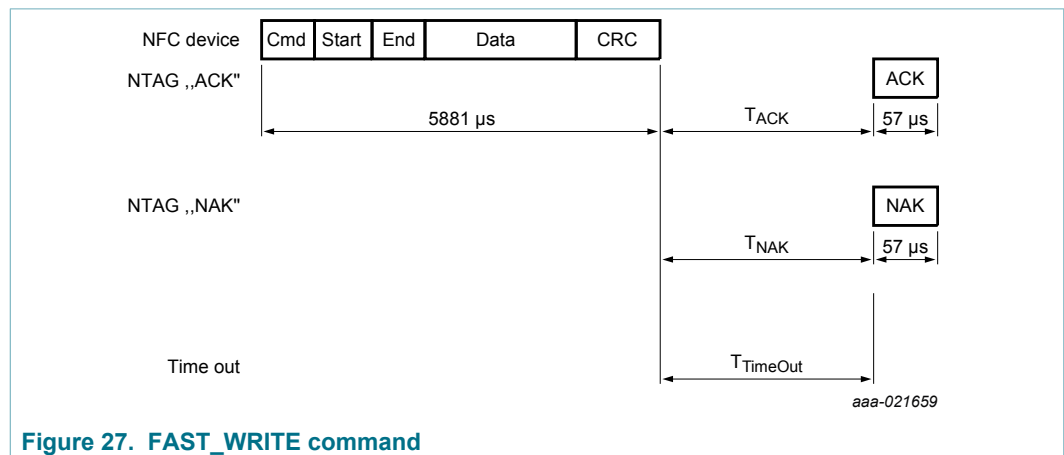 NFC device Cmd Start End Data CRC
NTAG ,,ACK" ACK
5881 µs TACK 57 µs
NTAG ,,NAK" NAK
TNAK 57 µs
Time out TTimeOut
aaa-021659
Figure 27. FAST_WRITE command